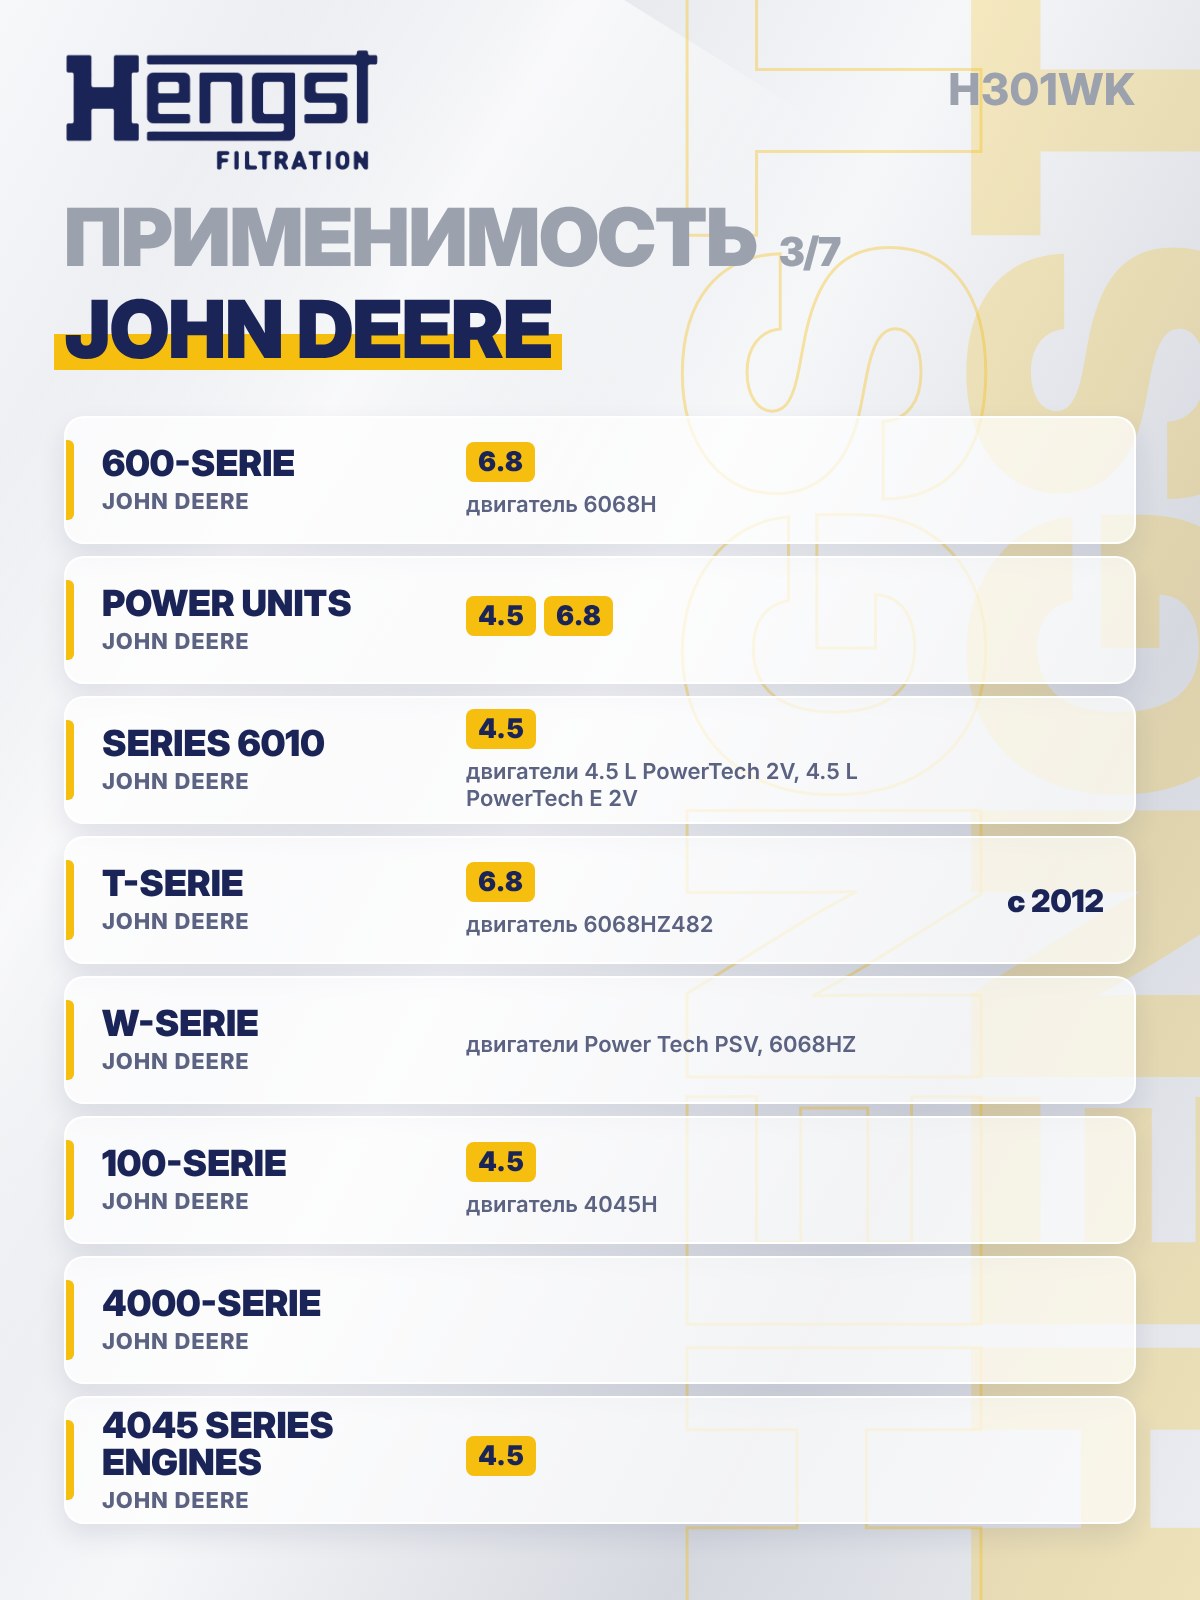 Hengst
FILTRATION
H301WK
ПРИМЕНИМОСТЬ 3/7
JOHN DEERE
600-SERIE
JOHN DEERE
6.8
двигатель 6068H
POWER UNITS
JOHN DEERE
4.5 6.8
SERIES 6010
JOHN DEERE
4.5
двигатели 4.5 L PowerTech 2V, 4.5 L
PowerTech E 2V
T-SERIE
JOHN DEERE
6.8
двигатель 6068HZ482
с 2012
W-SERIE
JOHN DEERE
двигатели Power Tech PSV, 6068HZ
100-SERIE
JOHN DEERE
4.5
двигатель 4045H
4000-SERIE
JOHN DEERE
4045 SERIES
ENGINES
JOHN DEERE
4.5
HENGST
HENGST